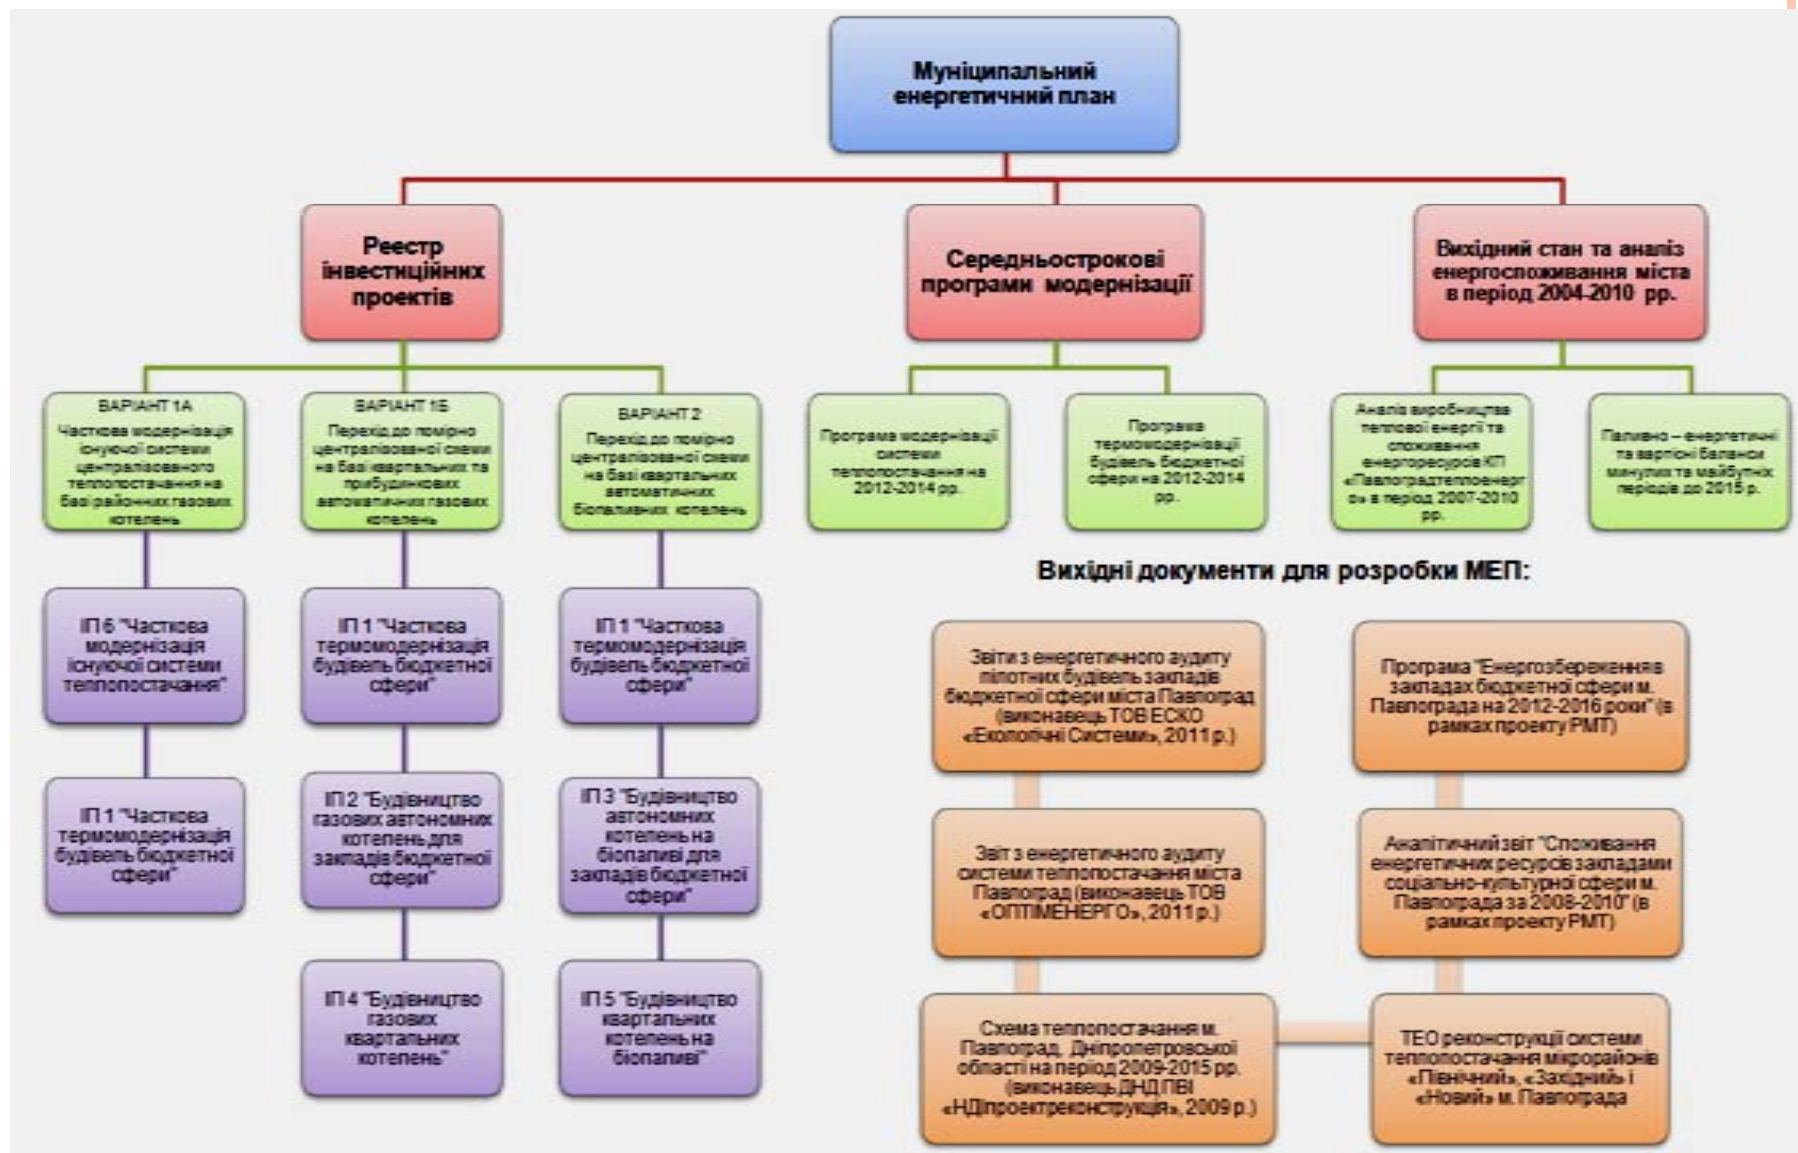 Муніципальний
енергетичний план
Реестр
інвестиційних
проектів
Середньострокові
програми модернізації
Вихідний стан та аналіз
енергоспоживання міста
в період 2004-2010 рр.
ВАРІАНТ 1А
Часткова модернізація
існуючої системи
централізованого
теплопостачання на
базі районних газових
котелень
ВАРІАНТ 1Б
Перехід до помірно
централізованої схеми
на базі квартальних та
прибудинкових
автоматичних газових
котелень
ВАРІАНТ 2
Перехід до помірно
централізованої схеми
на базі квартальних
автоматичних
біопаливних котелень
Програма модернізації
системи
теплопостачання на
2012-2014 рр.
Програма
термомодернізації
будівель бюджетної
сфери на 2012-2014
рр.
Аналіз виробництва
теплової енергії та
споживання
енергоресурсів КП
«Павлоградтеплоенерг
о» в період 2007-2010
рр.
Паливно – енергетичні
та вартісні баланси
минулих та майбутніх
періодів до 2015 р.
ІП 6 "Часткова
модернізація
існуючої системи
теплопостачання"
ІП 1 "Часткова
термомодернізація
будівель бюджетної
сфери"
ІП 1 "Часткова
термомодернізація
будівель бюджетної
сфери"
ІП 2 "Будівництво
газових автономних
котелень для
закладів бюджетної
сфери"
ІП 4 "Будівництво
газових
квартальних
котелень"
ІП 1 "Часткова
термомодернізація
будівель бюджетної
сфери"
ІП 3 "Будівництво
автономних
котелень на
біопаливі для
закладів бюджетної
сфери"
ІП 5 "Будівництво
квартальних
котелень на
біопаливі"
Вихідні документи для розробки МЕП:
Звіти з енергетичного аудиту
пілотних будівель закладів
бюджетної сфери міста Павлоград
(виконавець ТОВ ЕСКО
«Екологічні Системи», 2011 р.)
Звіт з енергетичного аудиту
системи теплопостачання міста
Павлоград (виконавець ТОВ
«ОПТІМЕНЕРГО», 2011 р.)
Схема теплопостачання м.
Павлоград, Дніпропетровської
області на період 2009-2015 рр.
(виконавець ДНДПВІ
«НДІпроектреконструкція», 2009 р.)
Програма "Енергозбереження в
закладах бюджетної сфери м.
Павлограда на 2012-2016 роки" (в
рамках проекту РМТ)
Аналітичний звіт "Споживання
енергетичних ресурсів закладами
соціально-культурної сфери м.
Павлограда за 2008-2010" (в
рамках проекту РМТ)
ТЕО реконструкції системи
теплопостачання мікрорайонів
«Північний», «Західний» і
«Новий» м. Павлограда